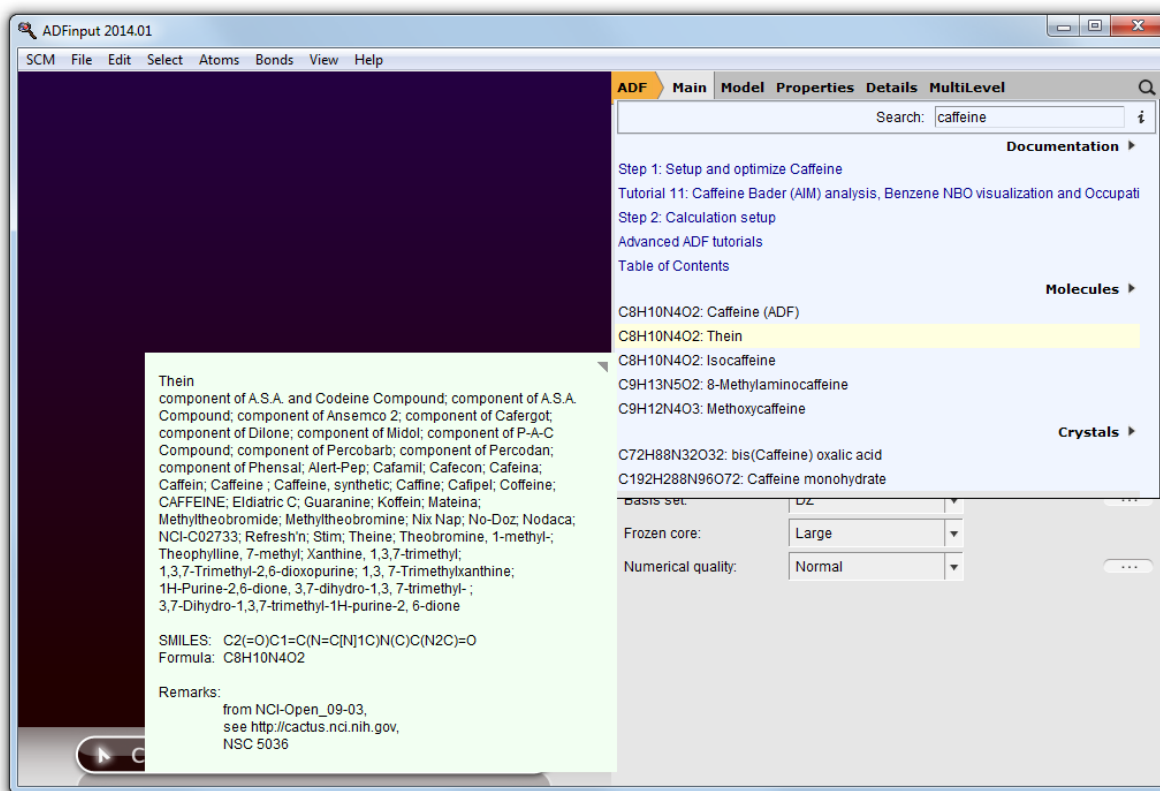 ADFinput 2014.01
SCM File Edit Select Atoms Bonds View Help
ADF Main Model Properties Details MultiLevel
Search: caffeine i
Documentation
Step 1: Setup and optimize Caffeine
Tutorial 11: Caffeine Bader (AIM) analysis, Benzene NBO visualization and Occupati
Step 2: Calculation setup
Advanced ADF tutorials
Table of Contents
Molecules
C8H10N4O2: Caffeine (ADF)
C8H10N4O2: Thein
C8H10N4O2: Isocaffeine
C9H13N5O2: 8-Methylaminocaffeine
C9H12N4O3: Methoxycaffeine
Crystals
C72H88N32O32: bis(Caffeine) oxalic acid
C192H288N96O72: Caffeine monohydrate
Basis set: DZ ...
Frozen core: Large
Numerical quality: Normal ...
Thein
component of A.S.A. and Codeine Compound; component of A.S.A.
Compound; component of Ansemco 2; component of Cafergot;
component of Dilone; component of Midol; component of P-A-C
Compound; component of Percobarb; component of Percodan;
component of Phensal; Alert-Pep; Cafamil; Cafecon; Cafeina;
Caffein; Caffeine ; Caffeine, synthetic; Caffine; Cafipel; Coffeine;
CAFFEINE; Eldiatric C; Guaranine; Koffein; Mateina;
Methyltheobromide; Methyltheobromine; Nix Nap; No-Doz; Nodaca;
NCI-C02733; Refresh'n; Stim; Theine; Theobromine, 1-methyl-;
Theophylline, 7-methyl; Xanthine, 1,3,7-trimethyl;
1,3,7-Trimethyl-2,6-dioxopurine; 1,3, 7-Trimethylxanthine;
1H-Purine-2,6-dione, 3,7-dihydro-1,3, 7-trimethyl- ;
3,7-Dihydro-1,3,7-trimethyl-1H-purine-2, 6-dione
SMILES: C2(=O)C1=C(N=C[N]1C)N(C)C(N2C)=O
Formula: C8H10N4O2
Remarks:
from NCI-Open_09-03,
see http://cactus.nci.nih.gov,
NSC 5036
C